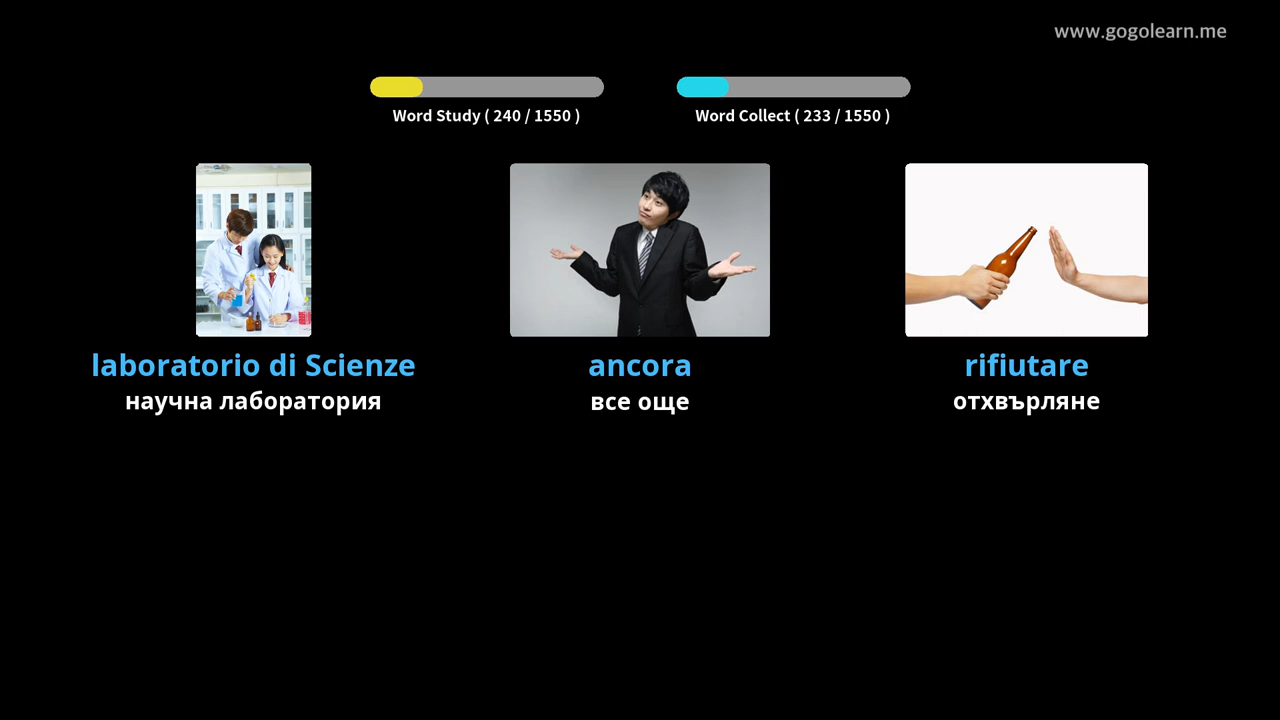 www.gogolearn.me
Word Study ( 240 / 1550 )
Word Collect ( 233 / 1550 )
laboratorio di Scienze
научна лаборатория
ancora
все още
rifiutare
отхвърляне